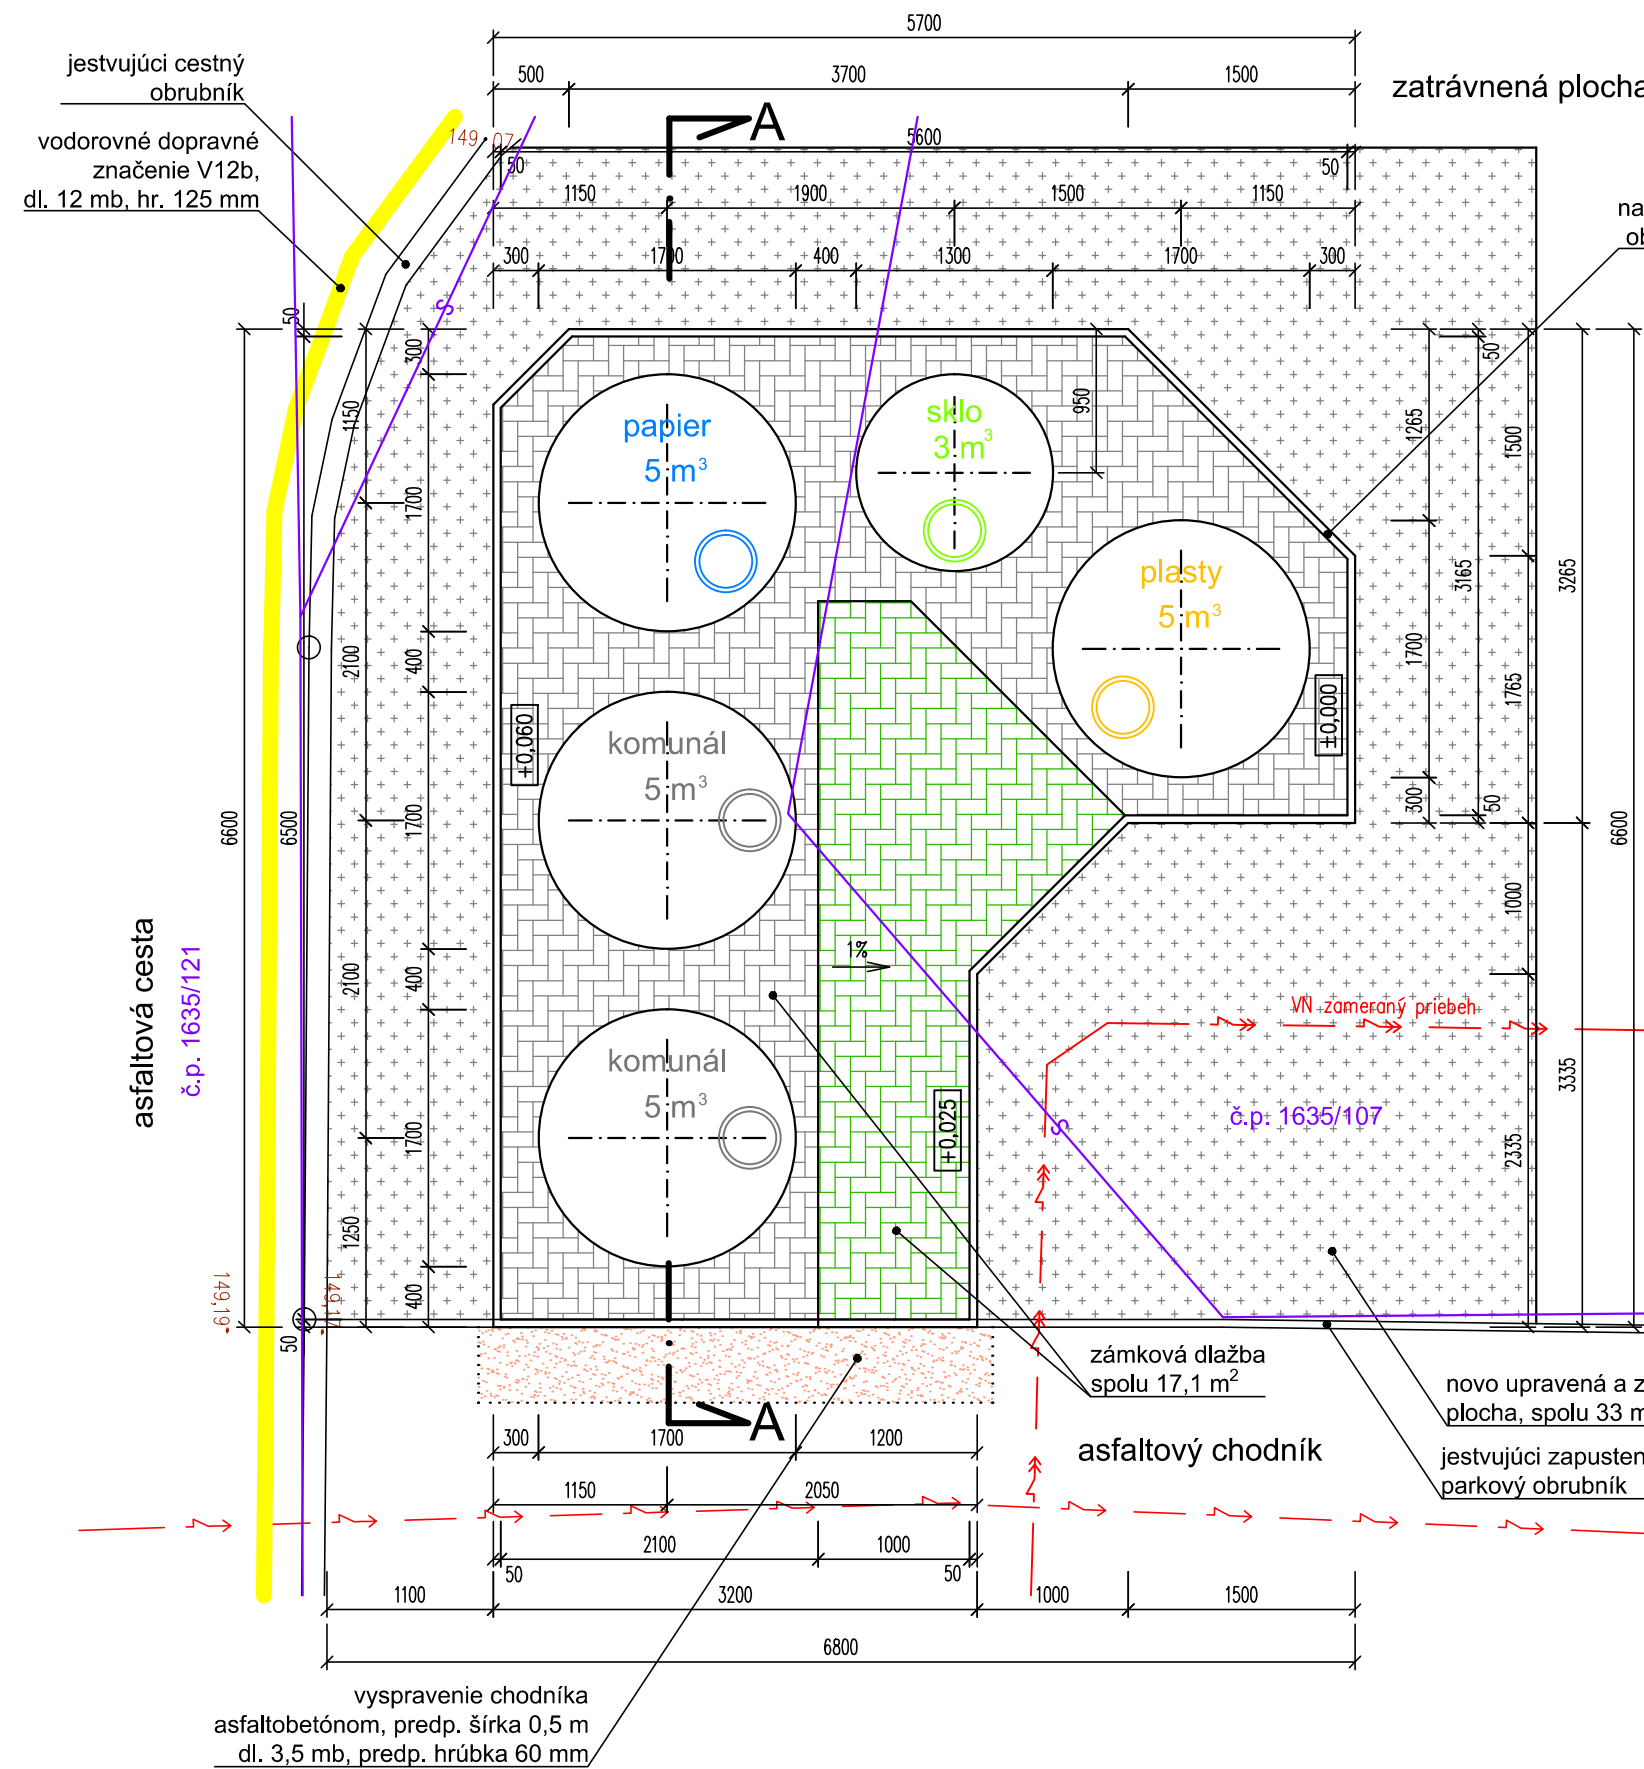 5700
500
3700
1500
zatrávnená plocha
jestvujúci cestný
obrubník
vodorovné dopravné
značenie V12b,
dl. 12 mb, hr. 125 mm
149,07
A
5600
50
50
1150
1900
1500
1150
300
1700
400
1300
1700
300
S
50
300
1150
1700
2100
400
1700
2100
400
1700
1250
400
6600
6500
50
papier
5 m³
sklo
3 m³
950
plasty
5 m³
komunál
5 m³
komunál
5 m³
+0,060
±0,000
+0,025
1%
50
1265
1500
3165
3265
1700
1765
300
50
6600
1000
3335
2335
asfaltová cesta
č.p. 1635/121
VN zameraný priebeh
č.p. 1635/107
S
149,19
149,17
zámková dlažba
spolu 17,1 m²
novo upravená a
plocha, spolu 33
jestvujúci
parkový obrubník
asfaltový chodník
A
300
1700
1200
1150
2050
2100
1000
50
50
1100
3200
1000
1500
6800
vyspravenie chodníka
asfaltobetónom, predp. šírka 0,5 m
dl. 3,5 mb, predp. hrúbka 60 mm